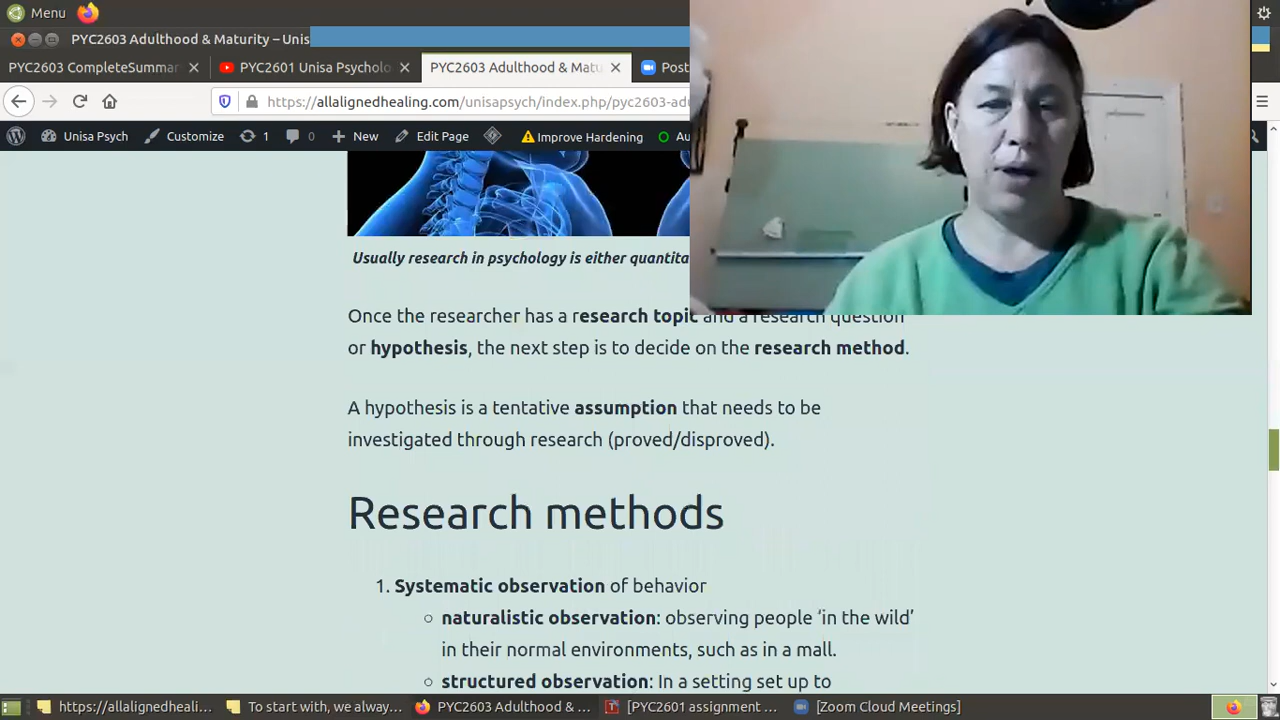 Menu
PYC2603 Adulthood & Maturity – Unis
PYC2603 CompleteSummar
PYC2601 Unisa Psycholo
PYC2603 Adulthood & Matu
Post
https://allalignedhealing.com/unisapsych/index.php/pyc2603-adu
Unisa Psych Customize 1 0 New Edit Page Improve Hardening Au
Usually research in psychology is either quantita
Once the researcher has a research topic and a research question
or hypothesis, the next step is to decide on the research method.
A hypothesis is a tentative assumption that needs to be
investigated through research (proved/disproved).
Research methods
1. Systematic observation of behavior
○ naturalistic observation: observing people ‘in the wild’
in their normal environments, such as in a mall.
○ structured observation: In a setting set up to
https://allalignedheali...
To start with, we alway...
PYC2603 Adulthood & ...
[PYC2601 assignment ...
[Zoom Cloud Meetings]